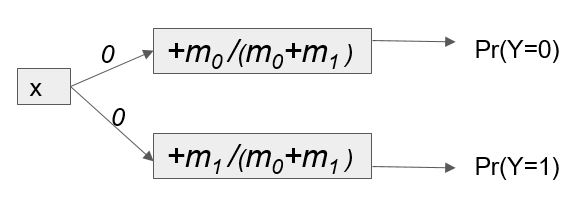 0
+m₀/(m₀+m₁)
Pr(Y=0)
x
0
+m₁/(m₀+m₁)
Pr(Y=1)